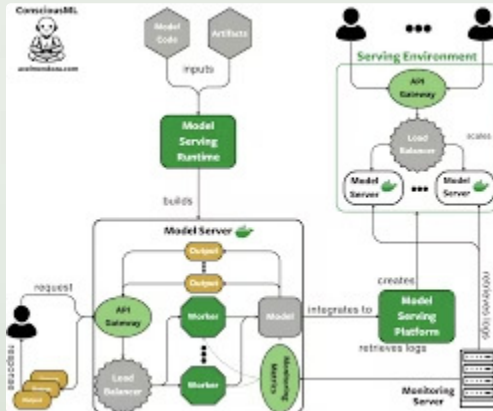 ConsciousML
Model
Code
Artifacts
inputs
Model
Serving
Runtime
builds
Serving Environment
API
Gateway
Load
Balancer
scales
Model
Server
Model
Server
Model Server
Output
Output
request
API
Gateway
Worker
Model
Load
Balancer
Worker
Monitoring
Metrics
response
Output
integrates to
creates
Model
Serving
Platform
retrieves logs
retrieves logs
Monitoring
Server